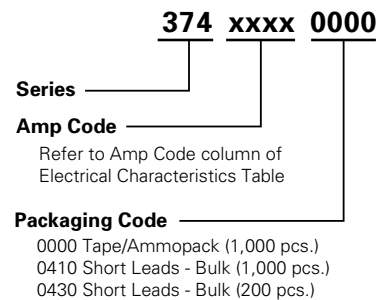 374 xxxx 0000
Series
Amp Code
Refer to Amp Code column of
Electrical Characteristics Table
Packaging Code
0000 Tape/Ammopack (1,000 pcs.)
0410 Short Leads - Bulk (1,000 pcs.)
0430 Short Leads - Bulk (200 pcs.)